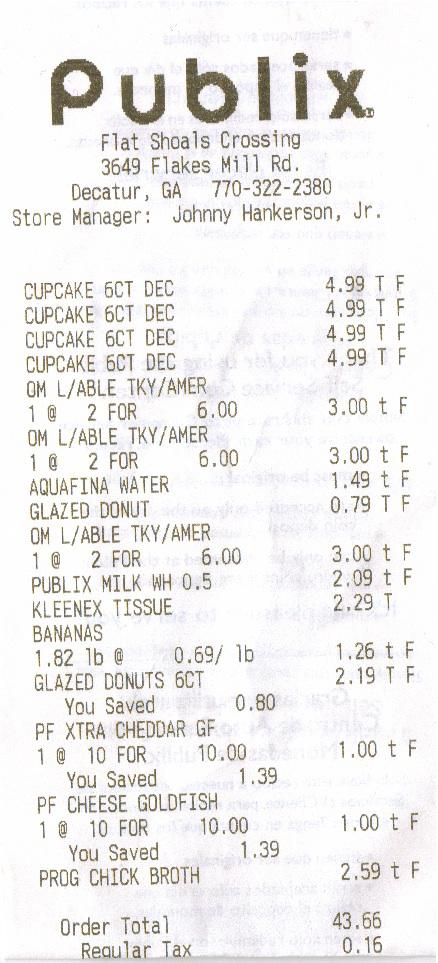 Publix
Flat Shoals Crossing
3649 Flakes Mill Rd.
Decatur, GA 770-322-2380
Store Manager: Johnny Hankerson, Jr.
CUPCAKE 6CT DEC 4.99 T F
CUPCAKE 6CT DEC 4.99 T F
CUPCAKE 6CT DEC 4.99 T F
CUPCAKE 6CT DEC 4.99 T F
OM L/ABLE TKY/AMER
1 @ 2 FOR 6.00 3.00 t F
OM L/ABLE TKY/AMER
1 @ 2 FOR 6.00 3.00 t F
AQUAFINA WATER 1.49 t F
GLAZED DONUT 0.79 T F
OM L/ABLE TKY/AMER
1 @ 2 FOR 6.00 3.00 t F
PUBLIX MILK WH 0.5 2.09 t F
KLEENEX TISSUE 2.29 T
BANANAS
1.82 lb @ 0.69/ lb 1.26 t F
GLAZED DONUTS 6CT 2.19 T F
You Saved 0.80
PF XTRA CHEDDAR GF
1 @ 10 FOR 10.00 1.00 t F
You Saved 1.39
PF CHEESE GOLDFISH
1 @ 10 FOR 10.00 1.00 t F
You Saved 1.39
PROG CHICK BROTH 2.59 t F
Order Total 43.66
Regular Tax 0.16